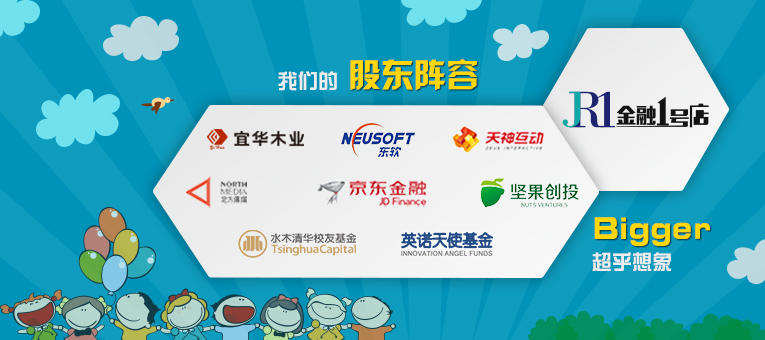 我们的 股东阵容
JR1 金融1号店
宜华木业
NEUSOFT
东软
天神互动
ZEUS INTERACTIVE
NORTH
MEDIA
北方传媒
京东金融
JD Finance
坚果创投
NUTS VENTURES
水木清华校友基金
TsinghuaCapital
英诺天使基金
INNOVATION ANGEL FUNDS
Bigger
超乎想象